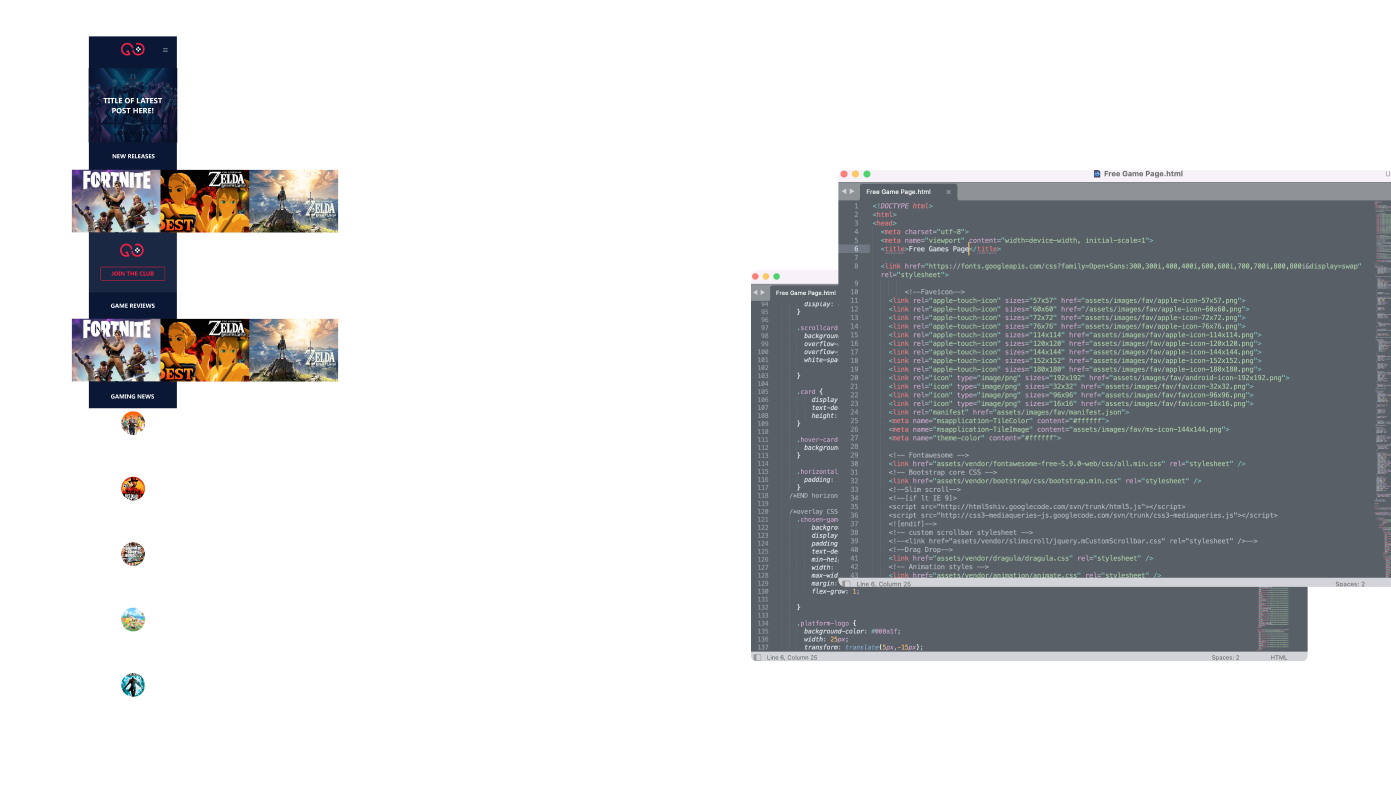 TITLE OF LATEST
POST HERE!
NEW RELEASES
FORTNITE
ZELDA
BEST
ZELDA
JOIN THE CLUB
GAME REVIEWS
FORTNITE
ZELDA
ZELDA
GAMING NEWS
Free Game Page.html
94 display:
95 }
96
97 .scrollcard
98 backgroun
99 overflow-
100 overflow-
101 white-spa
102
103 }
104
105 .card {
106 display
107 text-de
108 height:
109 }
110
111 .hover-card
112 backgroun
113 }
114
115 .horizontal
116 padding:
117 }
118 /*END horizon
119
120 /*overlay CSS
121 .chosen-gam
122 backgro
123 display
124 padding
125 text-de
126 min-hei
127 width:
128 max-wid
129 margin:
130 flex-grow: 1;
131
132 }
133
134 .platform-logo {
135 background-color: #000a1f;
136 width: 25px;
137 transform: translate(5px,-15px);
Line 6, Column 25 Spaces: 2 HTML
Free Game Page.html U
Free Game Page.html ×
1 <!DOCTYPE html>
2 <html>
3 <head>
4 <meta charset="utf-8">
5 <meta name="viewport" content="width=device-width, initial-scale=1">
6 <title>Free Games Page</title>
7
8 <link href="https://fonts.googleapis.com/css?family=Open+Sans:300,300i,400,400i,600,600i,700,700i,800,800i&display=swap"
rel="stylesheet">
9
10 <!--Faveicon-->
11 <link rel="apple-touch-icon" sizes="57x57" href="assets/images/fav/apple-icon-57x57.png">
12 <link rel="apple-touch-icon" sizes="60x60" href="/assets/images/fav/apple-icon-60x60.png">
13 <link rel="apple-touch-icon" sizes="72x72" href="assets/images/fav/apple-icon-72x72.png">
14 <link rel="apple-touch-icon" sizes="76x76" href="assets/images/fav/apple-icon-76x76.png">
15 <link rel="apple-touch-icon" sizes="114x114" href="assets/images/fav/apple-icon-114x114.png">
16 <link rel="apple-touch-icon" sizes="120x120" href="assets/images/fav/apple-icon-120x120.png">
17 <link rel="apple-touch-icon" sizes="144x144" href="assets/images/fav/apple-icon-144x144.png">
18 <link rel="apple-touch-icon" sizes="152x152" href="assets/images/fav/apple-icon-152x152.png">
19 <link rel="apple-touch-icon" sizes="180x180" href="assets/images/fav/apple-icon-180x180.png">
20 <link rel="icon" type="image/png" sizes="192x192" href="assets/images/fav/android-icon-192x192.png">
21 <link rel="icon" type="image/png" sizes="32x32" href="assets/images/fav/favicon-32x32.png">
22 <link rel="icon" type="image/png" sizes="96x96" href="assets/images/fav/favicon-96x96.png">
23 <link rel="icon" type="image/png" sizes="16x16" href="assets/images/fav/favicon-16x16.png">
24 <link rel="manifest" href="assets/images/fav/manifest.json">
25 <meta name="msapplication-TileColor" content="#ffffff">
26 <meta name="msapplication-TileImage" content="assets/images/fav/ms-icon-144x144.png">
27 <meta name="theme-color" content="#ffffff">
28
29 <!-- Fontawesome -->
30 <link href="assets/vendor/fontawesome-free-5.9.0-web/css/all.min.css" rel="stylesheet" />
31 <!-- Bootstrap core CSS -->
32 <link href="assets/vendor/bootstrap/css/bootstrap.min.css" rel="stylesheet" />
33 <!--Slim scroll-->
34 <!--[if lt IE 9]>
35 <script src="http://html5shiv.googlecode.com/svn/trunk/html5.js"></script>
36 <script src="http://css3-mediaqueries-js.googlecode.com/svn/trunk/css3-mediaqueries.js"></script>
37 <![endif]-->
38 <!-- custom scrollbar stylesheet -->
39 <!--<link href="assets/vendor/slimscroll/jquery.mCustomScrollbar.css" rel="stylesheet" />-->
40 <!--Drag Drop-->
41 <link href="assets/vendor/dragula/dragula.css" rel="stylesheet" />
42 <!-- Animation styles -->
43 <link href="assets/vendor/animation/animate.css" rel="stylesheet" />
Line 6, Column 25 Spaces: 2